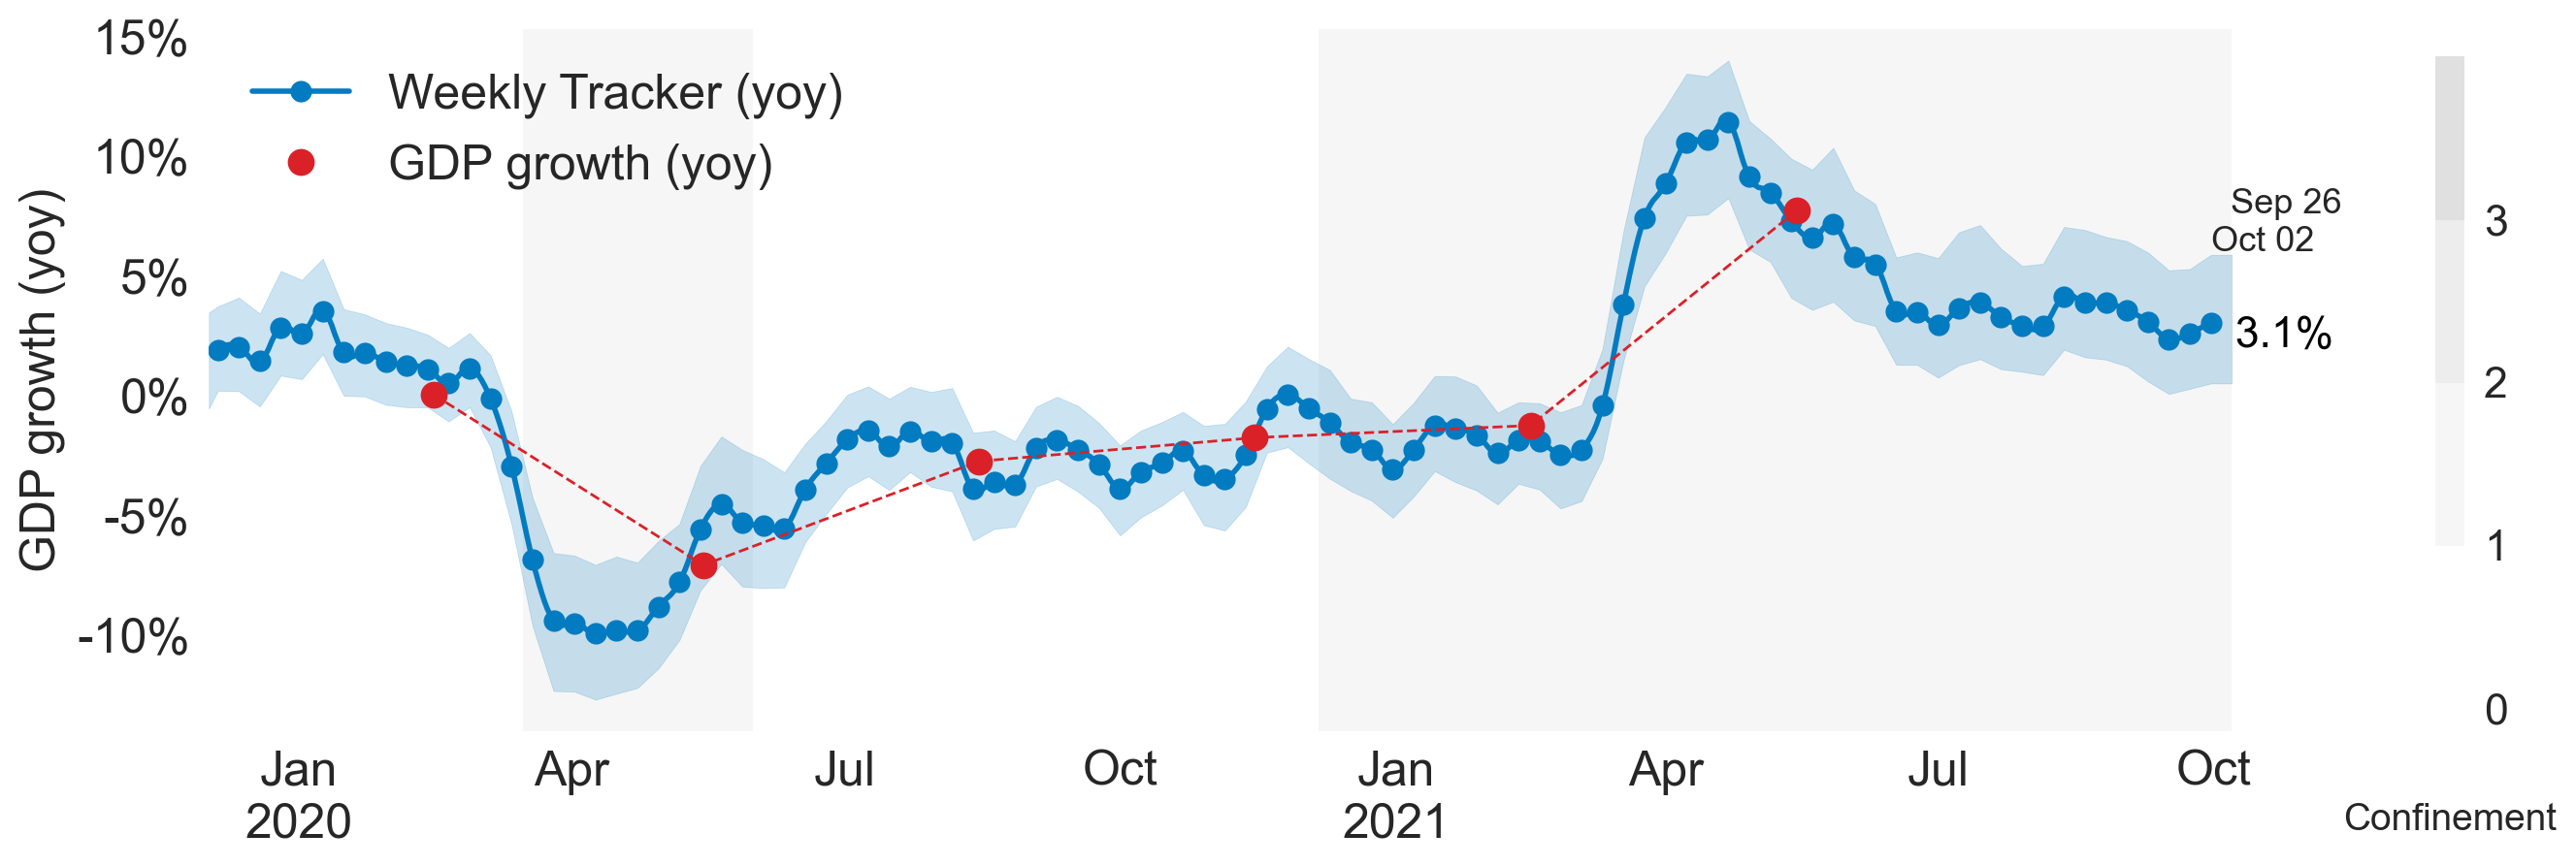 GDP growth (yoy)
15%
10%
5%
0%
-5%
-10%
Weekly Tracker (yoy)
GDP growth (yoy)
Sep 26
Oct 02
3.1%
Jan
2020
Apr
Jul
Oct
Jan
2021
Apr
Jul
Oct
3
2
1
0
Confinement